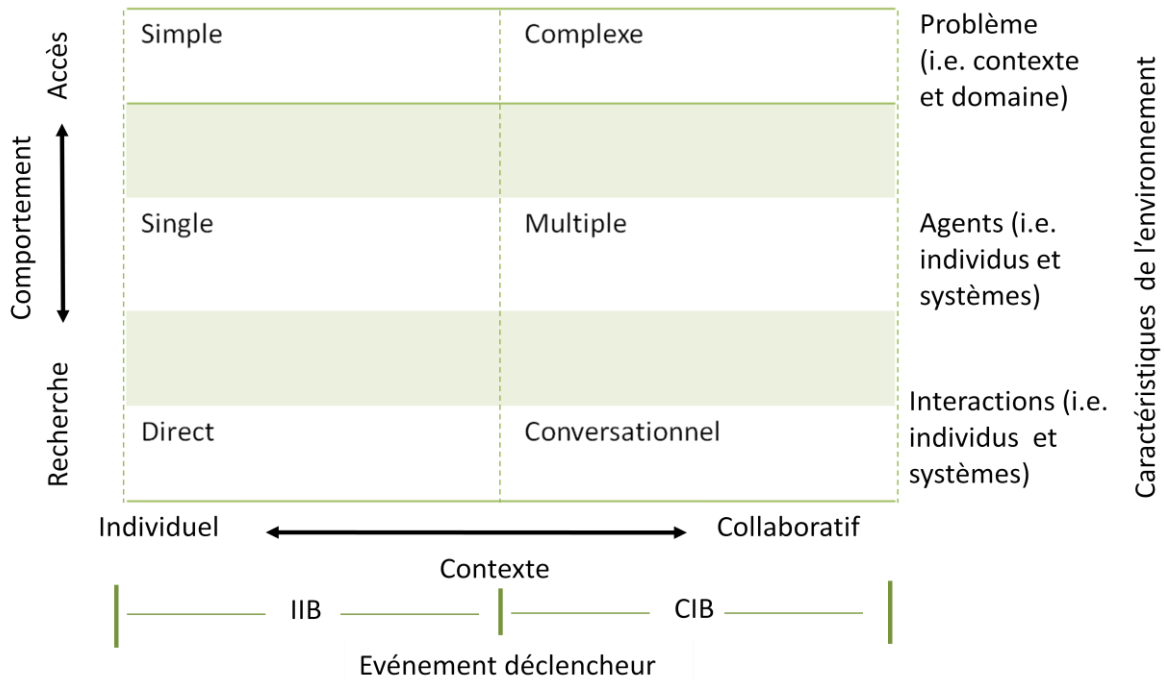 Accès
Comportement
Recherche
Simple
Complexe
Problème
(i.e. contexte
et domaine)
Single
Multiple
Agents (i.e.
individus et
systèmes)
Direct
Conversationnel
Interactions (i.e.
individus et
systèmes)
Caractéristiques de l'environnement
Individuel
Collaboratif
Contexte
IIB
CIB
Evénement déclencheur